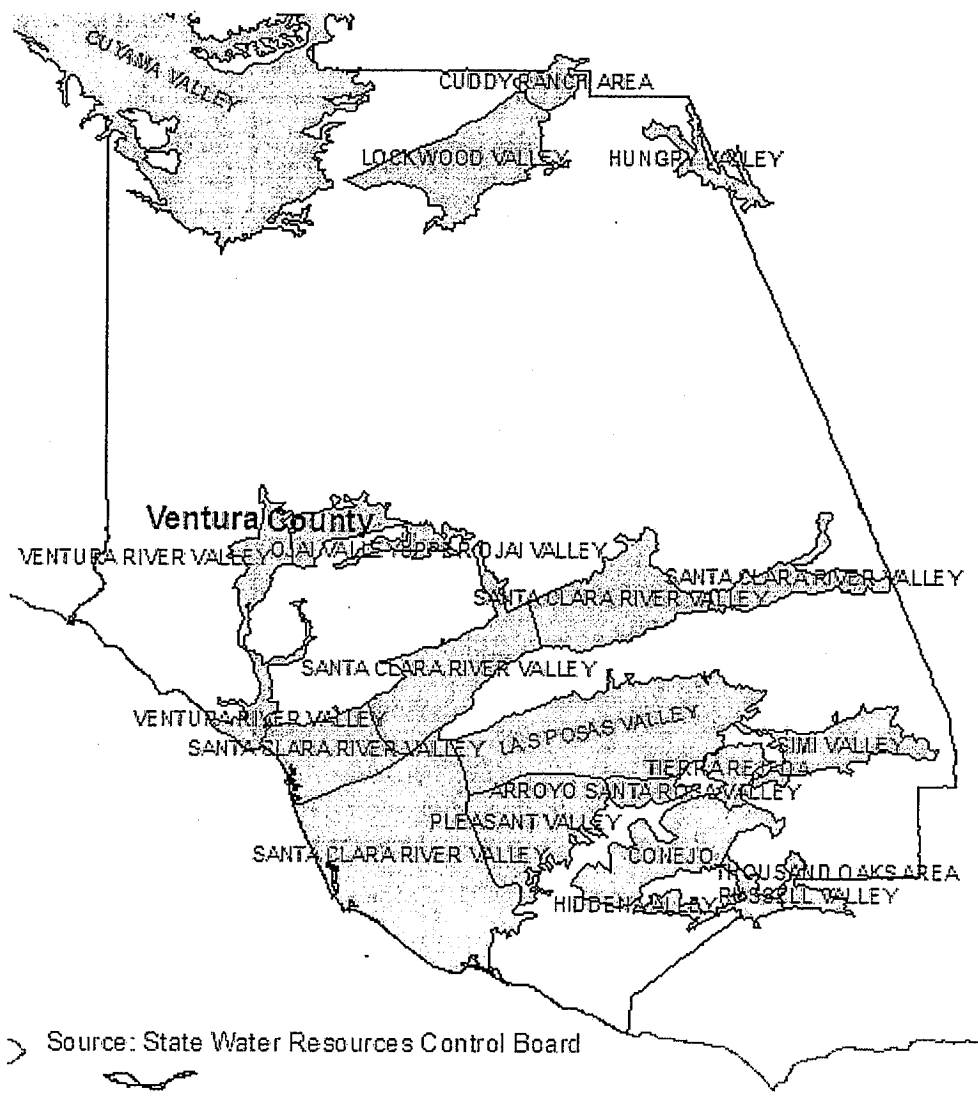 CUYAMA VALLEY
CUDDY RANCH AREA
LOCKWOOD VALLEY
HUNGRY VALLEY
Ventura County
VENTURA RIVER VALLEY
OJAI VALLEY
UPPER OJAI VALLEY
SANTA CLARA RIVER VALLEY
SANTA CLARA RIVER VALLEY
SANTA CLARA RIVER VALLEY
VENTURA RIVER VALLEY
SANTA CLARA RIVER VALLEY
LAS POSAS VALLEY
SIMI VALLEY
TIERRA REJADA
ARROYO SANTA ROSA VALLEY
PLEASANT VALLEY
SANTA CLARA RIVER VALLEY
CONEJO
THOUSAND OAKS AREA
HIDDEN VALLEY
RUSSELL VALLEY
Source: State Water Resources Control Board